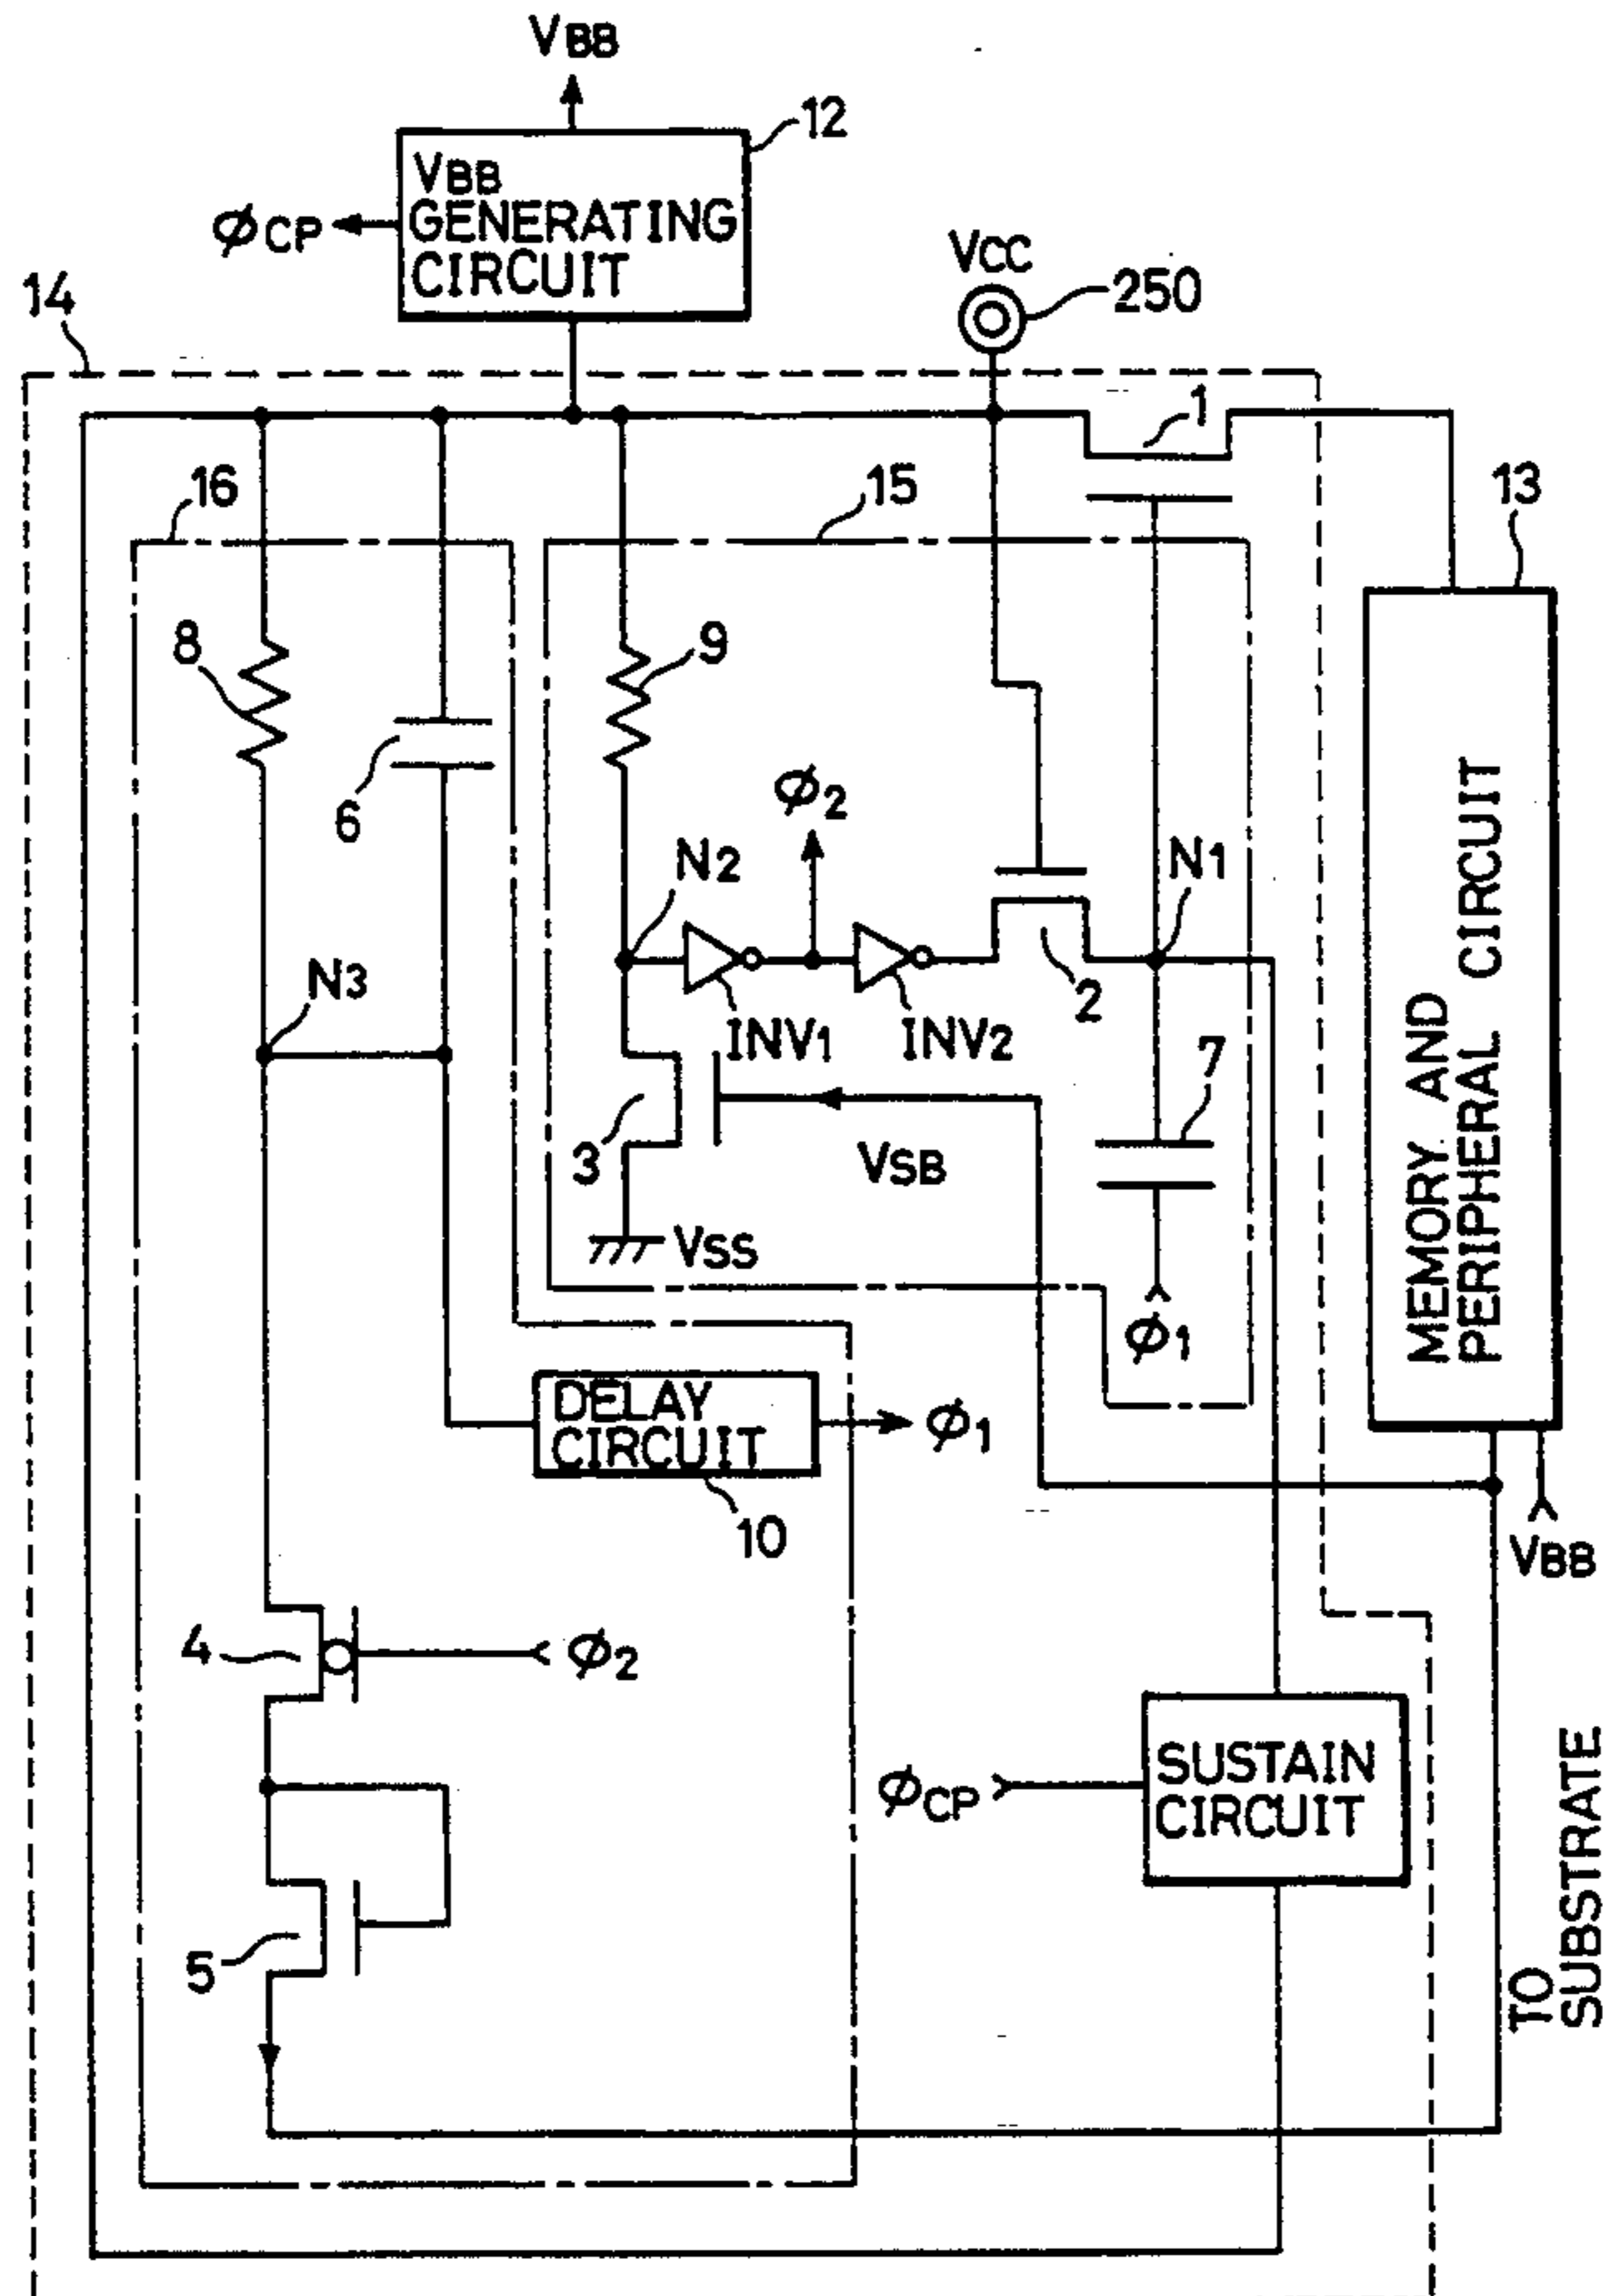 VBB
12
VBB
GENERATING
CIRCUIT
ϕCP
VCC
250
14
1
16
15
13
8
9
6
ϕ2
N2
N1
N3
INV1
INV2
2
7
3
VSB
VSS
ϕ1
MEMORY AND
PERIPHERAL CIRCUIT
DELAY
CIRCUIT
ϕ1
10
VBB
4
ϕ2
SUSTAIN
CIRCUIT
ϕCP
5
TO
SUBSTRATE